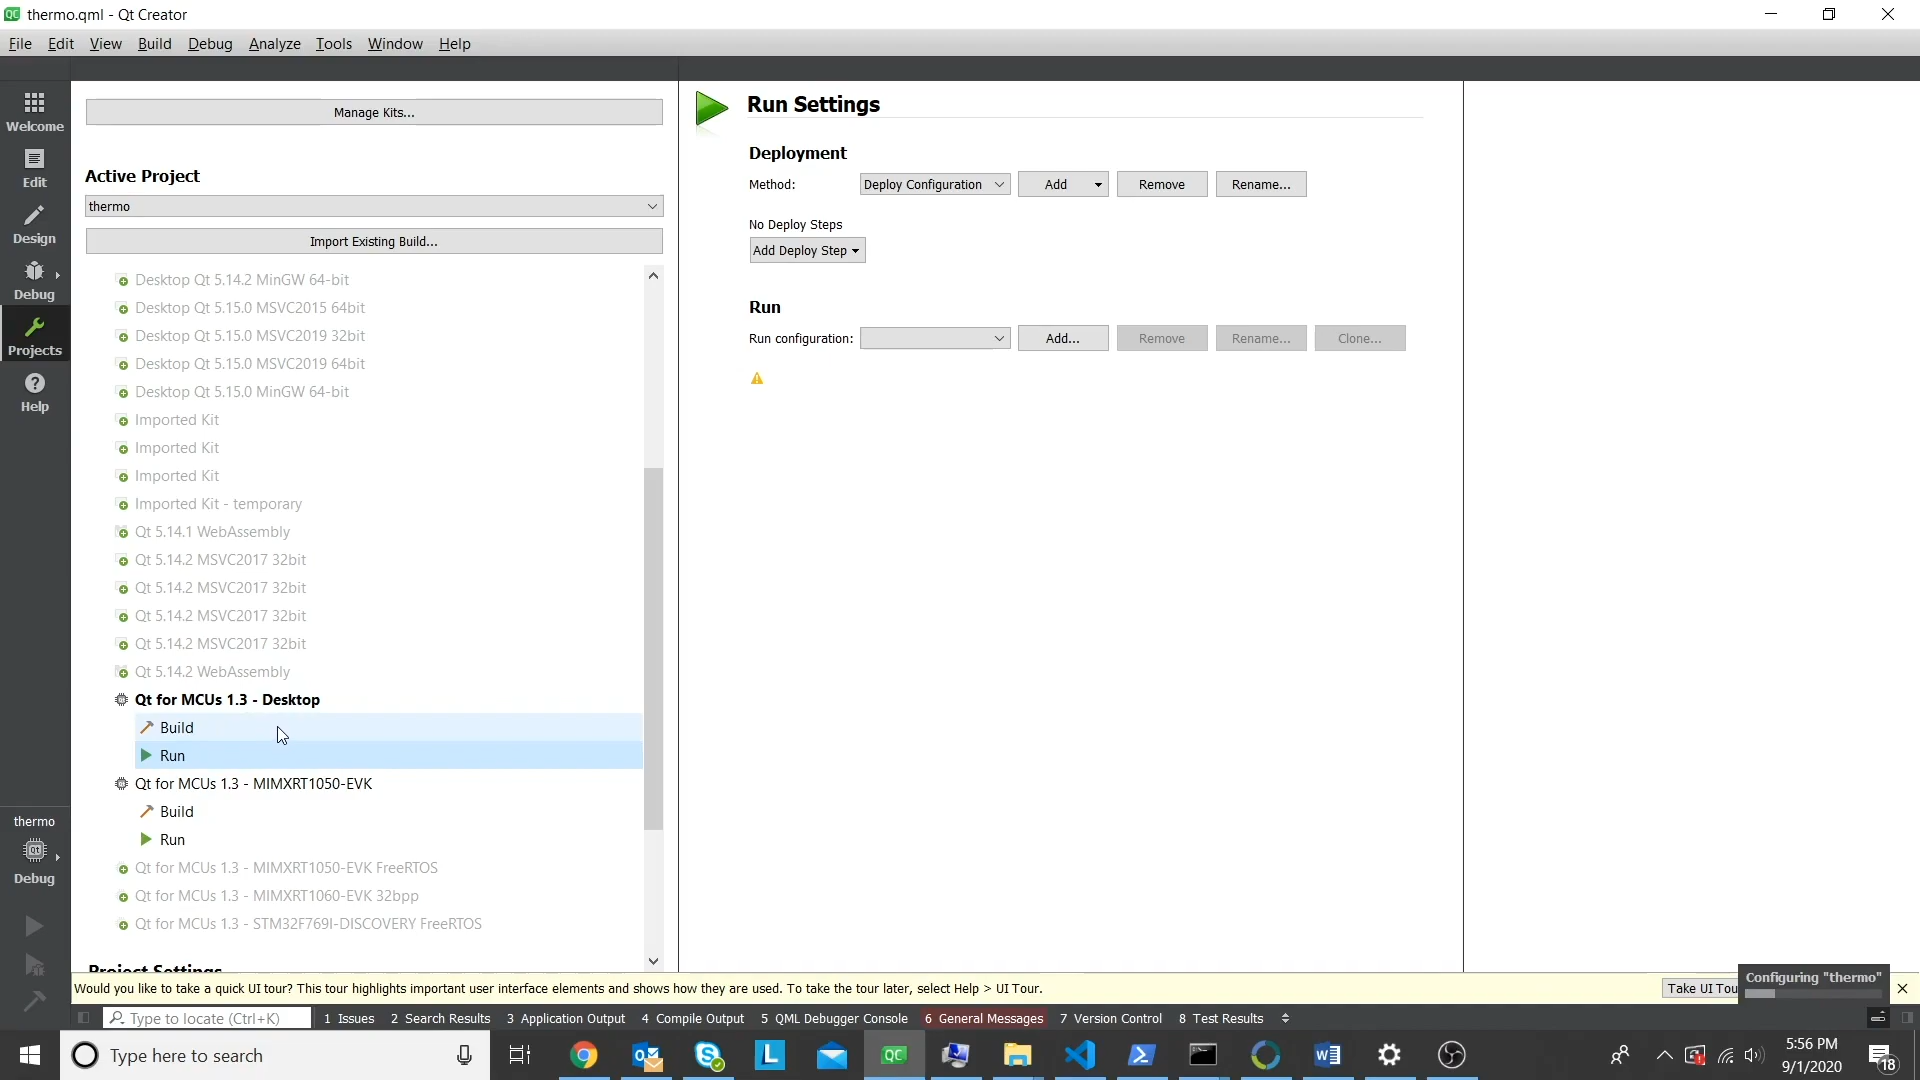 thermo.qml - Qt Creator
File Edit View Build Debug Analyze Tools Window Help
Welcome
Edit
Design
Debug
Projects
Help
thermo
Debug
Manage Kits...
Active Project
thermo
Import Existing Build...
Desktop Qt 5.14.2 MinGW 64-bit
Desktop Qt 5.15.0 MSVC2015 64bit
Desktop Qt 5.15.0 MSVC2019 32bit
Desktop Qt 5.15.0 MSVC2019 64bit
Desktop Qt 5.15.0 MinGW 64-bit
Imported Kit
Imported Kit
Imported Kit
Imported Kit - temporary
Qt 5.14.1 WebAssembly
Qt 5.14.2 MSVC2017 32bit
Qt 5.14.2 MSVC2017 32bit
Qt 5.14.2 MSVC2017 32bit
Qt 5.14.2 MSVC2017 32bit
Qt 5.14.2 WebAssembly
Qt for MCUs 1.3 - Desktop
Build
Run
Qt for MCUs 1.3 - MIMXRT1050-EVK
Build
Run
Qt for MCUs 1.3 - MIMXRT1050-EVK FreeRTOS
Qt for MCUs 1.3 - MIMXRT1060-EVK 32bpp
Qt for MCUs 1.3 - STM32F769I-DISCOVERY FreeRTOS
Project Settings
Run Settings
Deployment
Method: Deploy Configuration Add Remove Rename...
No Deploy Steps
Add Deploy Step
Run
Run configuration: Add... Remove Rename... Clone...
Would you like to take a quick UI tour? This tour highlights important user interface elements and shows how they are used. To take the tour later, select Help > UI Tour.
Take UI Tou
Configuring "thermo"
Type to locate (Ctrl+K) 1 Issues 2 Search Results 3 Application Output 4 Compile Output 5 QML Debugger Console 6 General Messages 7 Version Control 8 Test Results
Type here to search
5:56 PM
9/1/2020
18